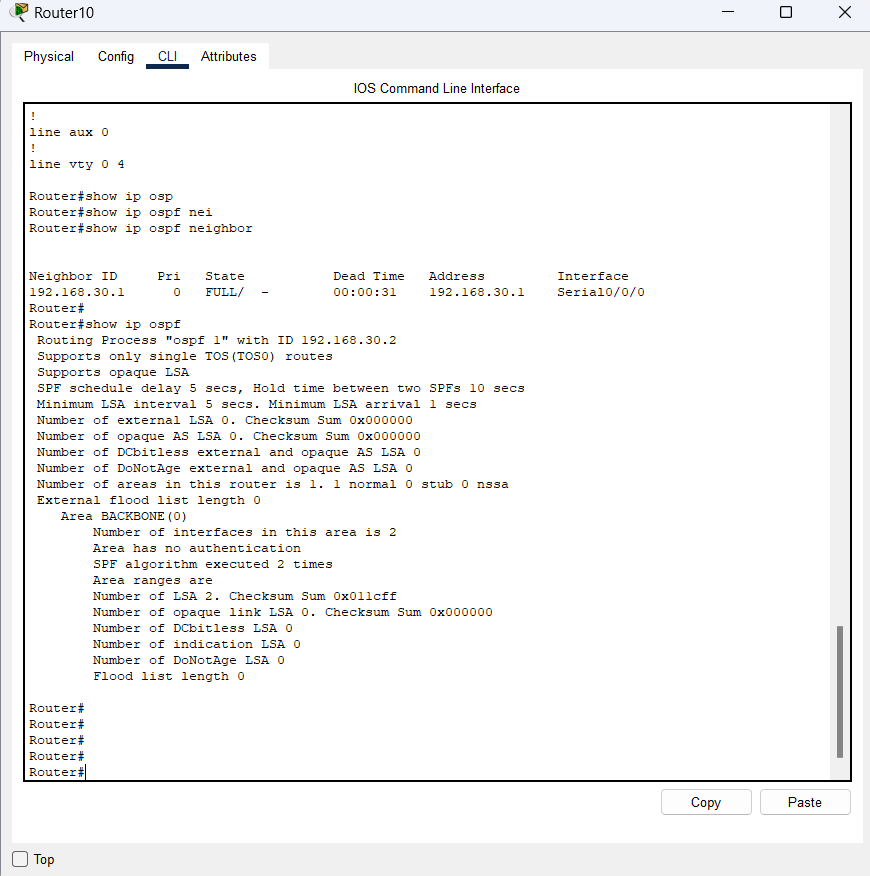 Router10
Physical Config CLI Attributes
IOS Command Line Interface
!
line aux 0
!
line vty 0 4
Router#show ip osp
Router#show ip ospf nei
Router#show ip ospf neighbor
Neighbor ID     Pri   State           Dead Time   Address         Interface
192.168.30.1      0   FULL/  -        00:00:31    192.168.30.1    Serial0/0/0
Router#
Router#show ip ospf
 Routing Process "ospf 1" with ID 192.168.30.2
 Supports only single TOS(TOS0) routes
 Supports opaque LSA
 SPF schedule delay 5 secs, Hold time between two SPFs 10 secs
 Minimum LSA interval 5 secs. Minimum LSA arrival 1 secs
 Number of external LSA 0. Checksum Sum 0x000000
 Number of opaque AS LSA 0. Checksum Sum 0x000000
 Number of DCbitless external and opaque AS LSA 0
 Number of DoNotAge external and opaque AS LSA 0
 Number of areas in this router is 1. 1 normal 0 stub 0 nssa
 External flood list length 0
    Area BACKBONE(0)
        Number of interfaces in this area is 2
        Area has no authentication
        SPF algorithm executed 2 times
        Area ranges are
        Number of LSA 2. Checksum Sum 0x011cff
        Number of opaque link LSA 0. Checksum Sum 0x000000
        Number of DCbitless LSA 0
        Number of indication LSA 0
        Number of DoNotAge LSA 0
        Flood list length 0
Router#
Router#
Router#
Router#
Router#
Copy Paste
Top